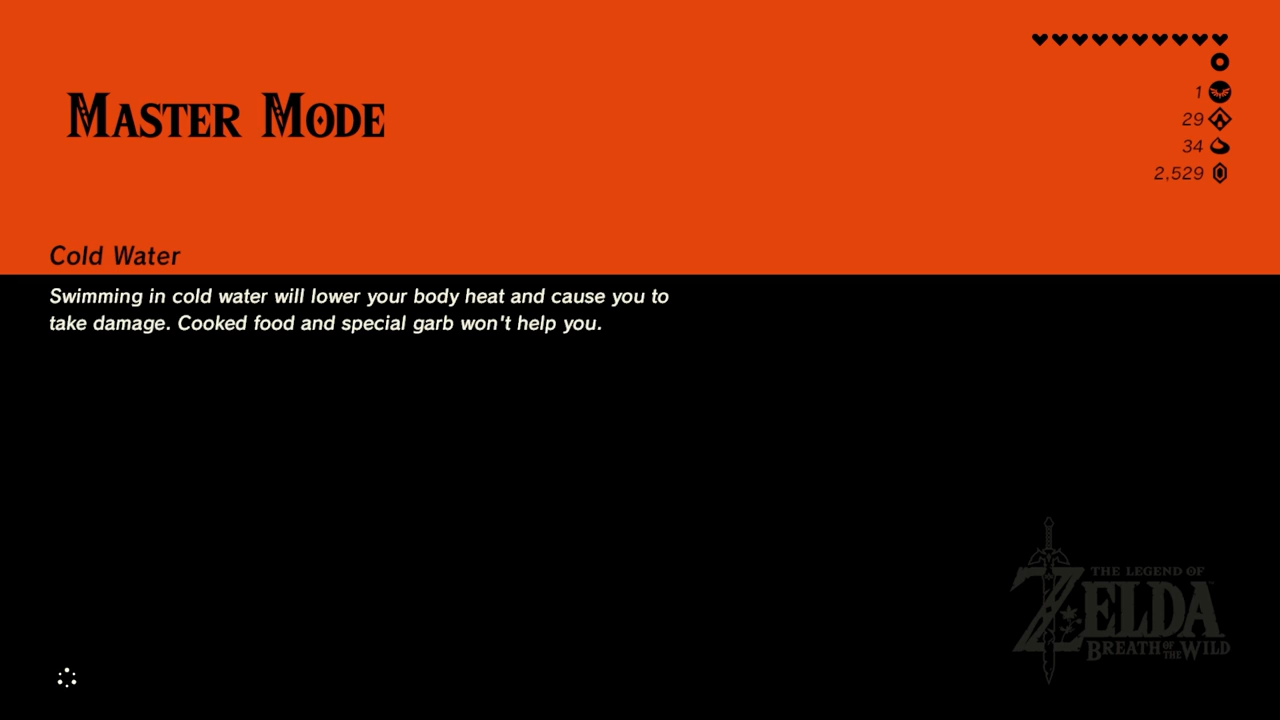 Master Mode
1
29
34
2,529
Cold Water
Swimming in cold water will lower your body heat and cause you to
take damage. Cooked food and special garb won't help you.
THE LEGEND OF
ZELDA
BREATH OF THE WILD